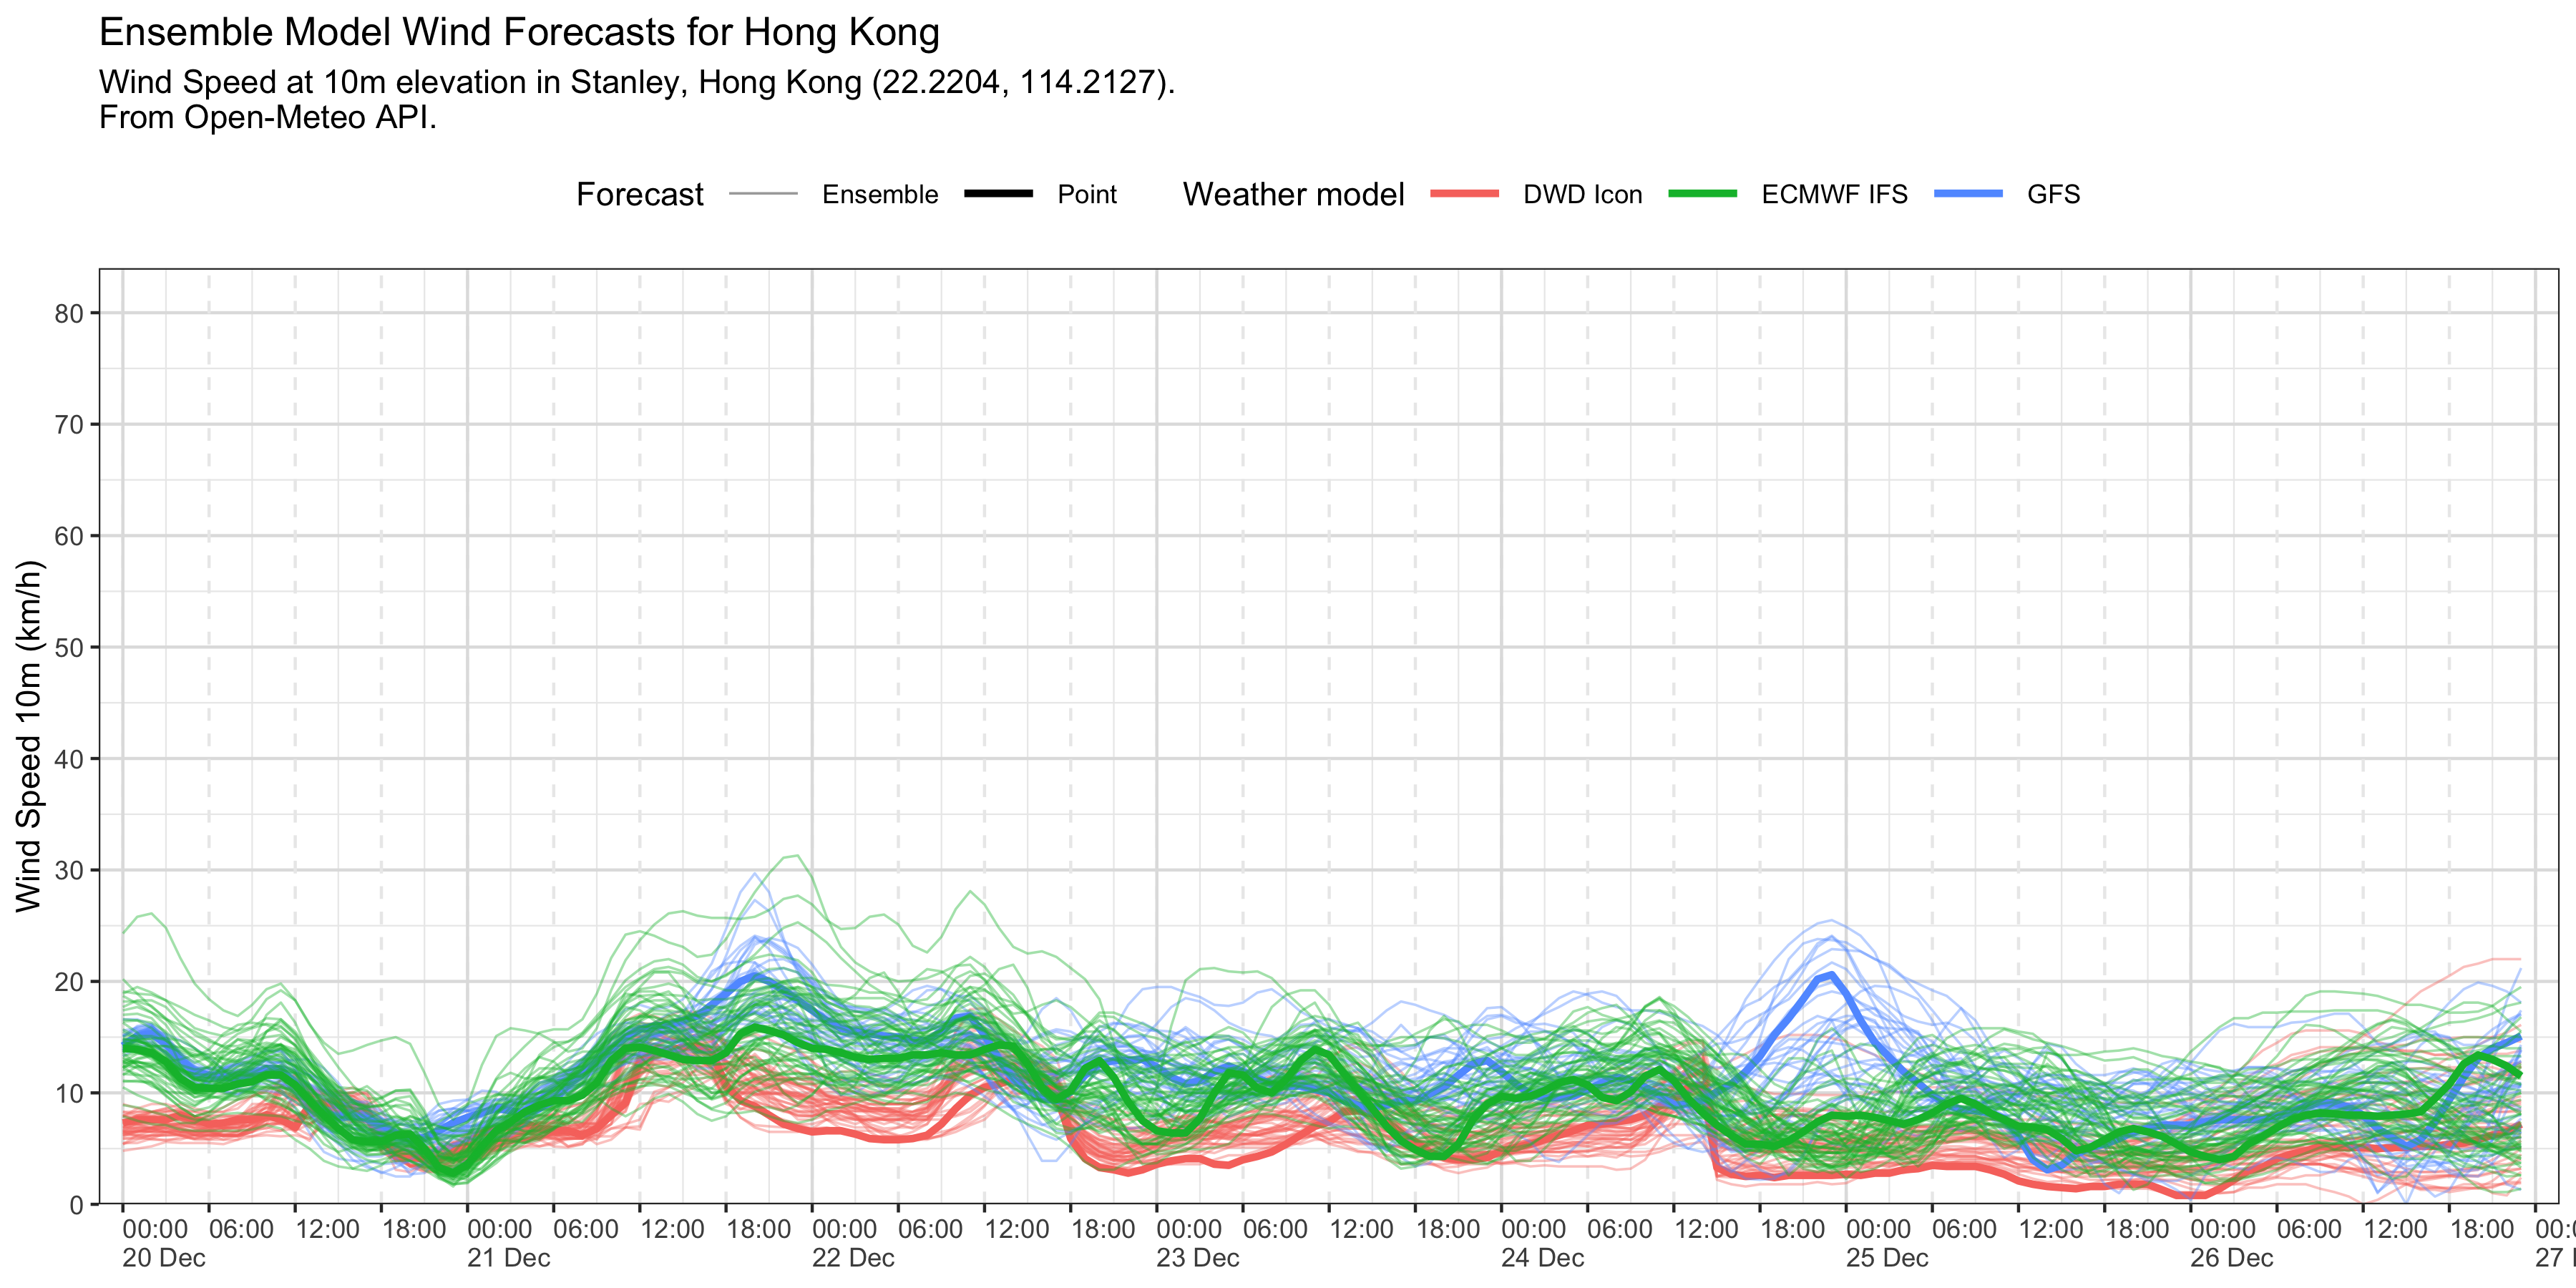 Ensemble Model Wind Forecasts for Hong Kong
Wind Speed at 10m elevation in Stanley, Hong Kong (22.2204, 114.2127).
From Open-Meteo API.
Forecast Ensemble Point Weather model DWD Icon ECMWF IFS GFS
Wind Speed 10m (km/h)
80
70
60
50
40
30
20
10
0
00:00 06:00 12:00 18:00 00:00 06:00 12:00 18:00 00:00 06:00 12:00 18:00 00:00 06:00 12:00 18:00 00:00 06:00 12:00 18:00 00:00 06:00 12:00 18:00 00:00 06:00 12:00 18:00
20 Dec 21 Dec 22 Dec 23 Dec 24 Dec 25 Dec 26 Dec 27